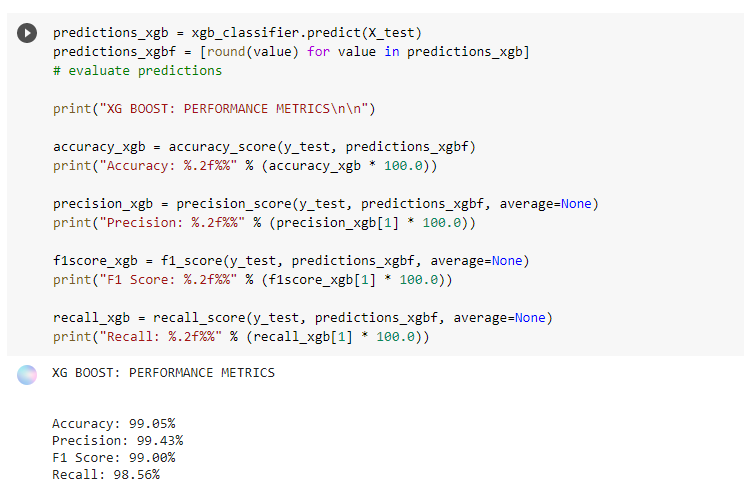 predictions_xgb = xgb_classifier.predict(X_test)
predictions_xgbf = [round(value) for value in predictions_xgb]
# evaluate predictions
print("XG BOOST: PERFORMANCE METRICS\n\n")
accuracy_xgb = accuracy_score(y_test, predictions_xgbf)
print("Accuracy: %.2f%%" % (accuracy_xgb * 100.0))
precision_xgb = precision_score(y_test, predictions_xgbf, average=None)
print("Precision: %.2f%%" % (precision_xgb[1] * 100.0))
f1score_xgb = f1_score(y_test, predictions_xgbf, average=None)
print("F1 Score: %.2f%%" % (f1score_xgb[1] * 100.0))
recall_xgb = recall_score(y_test, predictions_xgbf, average=None)
print("Recall: %.2f%%" % (recall_xgb[1] * 100.0))
XG BOOST: PERFORMANCE METRICS
Accuracy: 99.05%
Precision: 99.43%
F1 Score: 99.00%
Recall: 98.56%